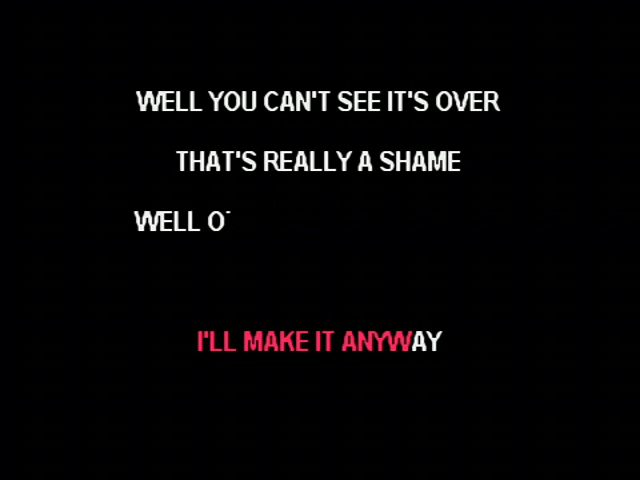 WELL YOU CAN'T SEE IT'S OVER
THAT'S REALLY A SHAME
WELL
I'LL MAKE IT ANYWAY